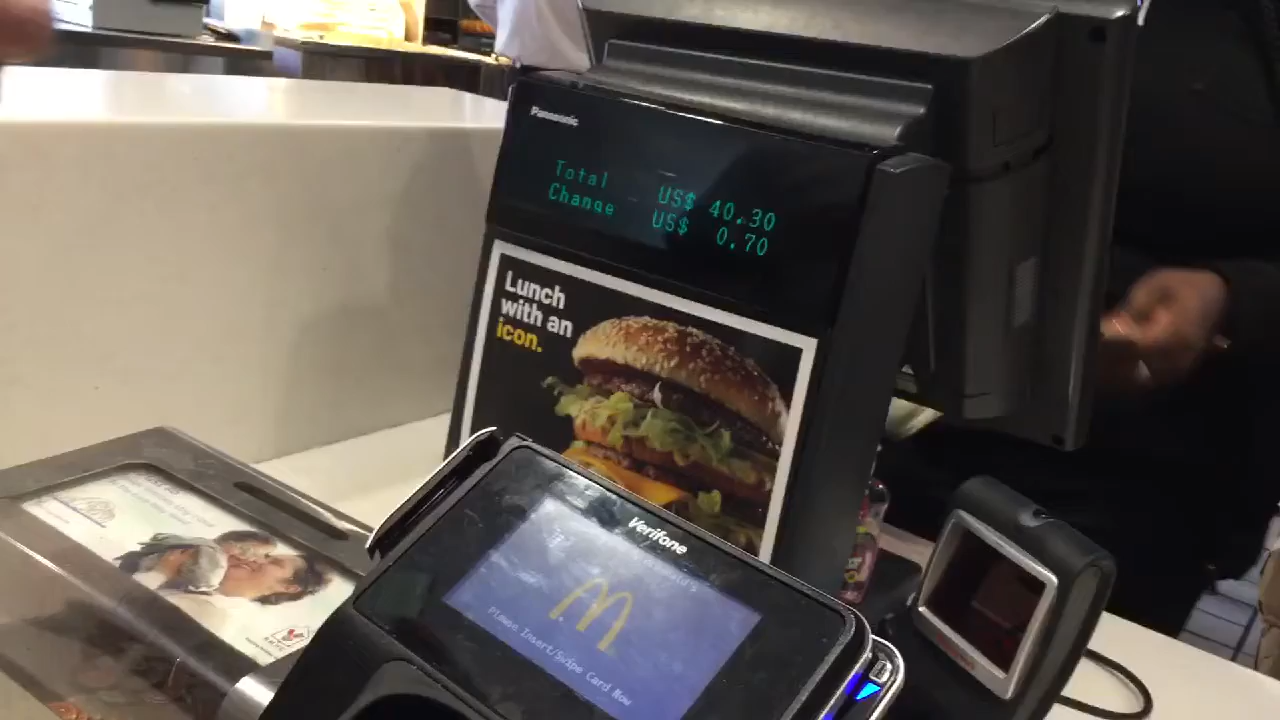 Panasonic
Total US$ 40.30
Change US$ 0.70
Lunch
with an
icon.
Verifone
Please Insert/Swipe Card Now
RMHC